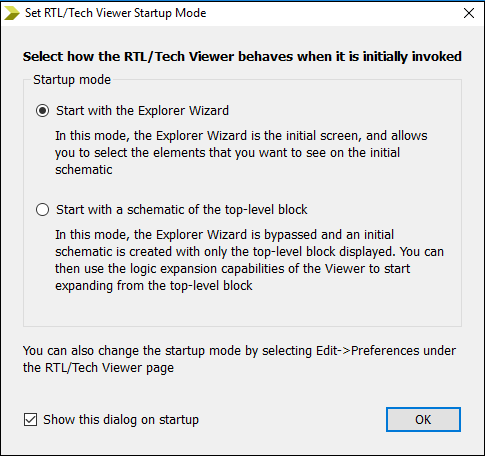 Set RTL/Tech Viewer Startup Mode
Select how the RTL/Tech Viewer behaves when it is initially invoked
Startup mode
Start with the Explorer Wizard
In this mode, the Explorer Wizard is the initial screen, and allows
you to select the elements that you want to see on the initial
schematic
Start with a schematic of the top-level block
In this mode, the Explorer Wizard is bypassed and an initial
schematic is created with only the top-level block displayed. You can
then use the logic expansion capabilities of the Viewer to start
expanding from the top-level block
You can also change the startup mode by selecting Edit->Preferences under
the RTL/Tech Viewer page
Show this dialog on startup
OK